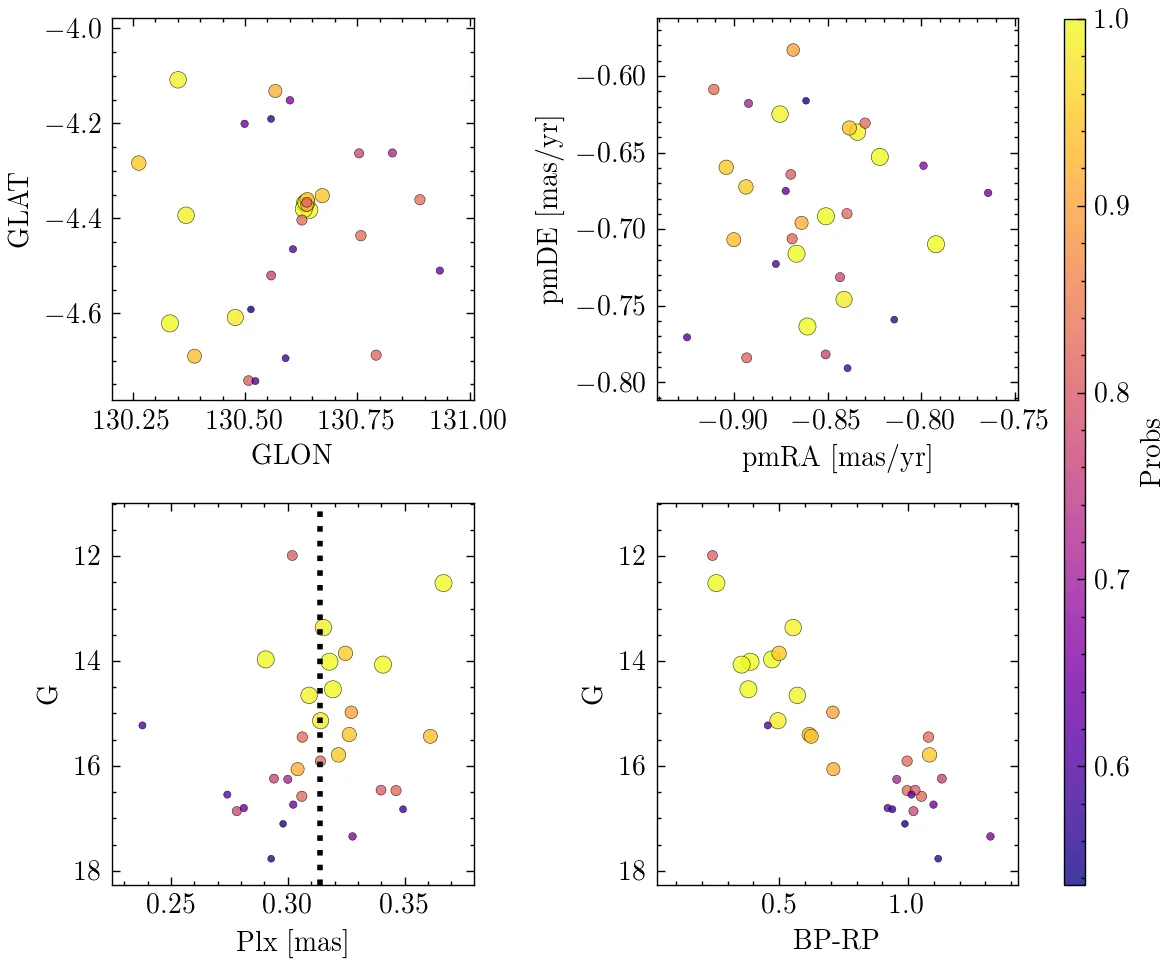 −4.0
−4.2
−4.4
−4.6
GLAT
130.25 130.50 130.75 131.00
GLON
−0.60
−0.65
−0.70
−0.75
−0.80
pmDE [mas/yr]
−0.90 −0.85 −0.80 −0.75
pmRA [mas/yr]
12
14
16
18
G
0.25 0.30 0.35
Plx [mas]
12
14
16
18
G
0.5 1.0
BP-RP
1.0
0.9
0.8
0.7
0.6
Probs